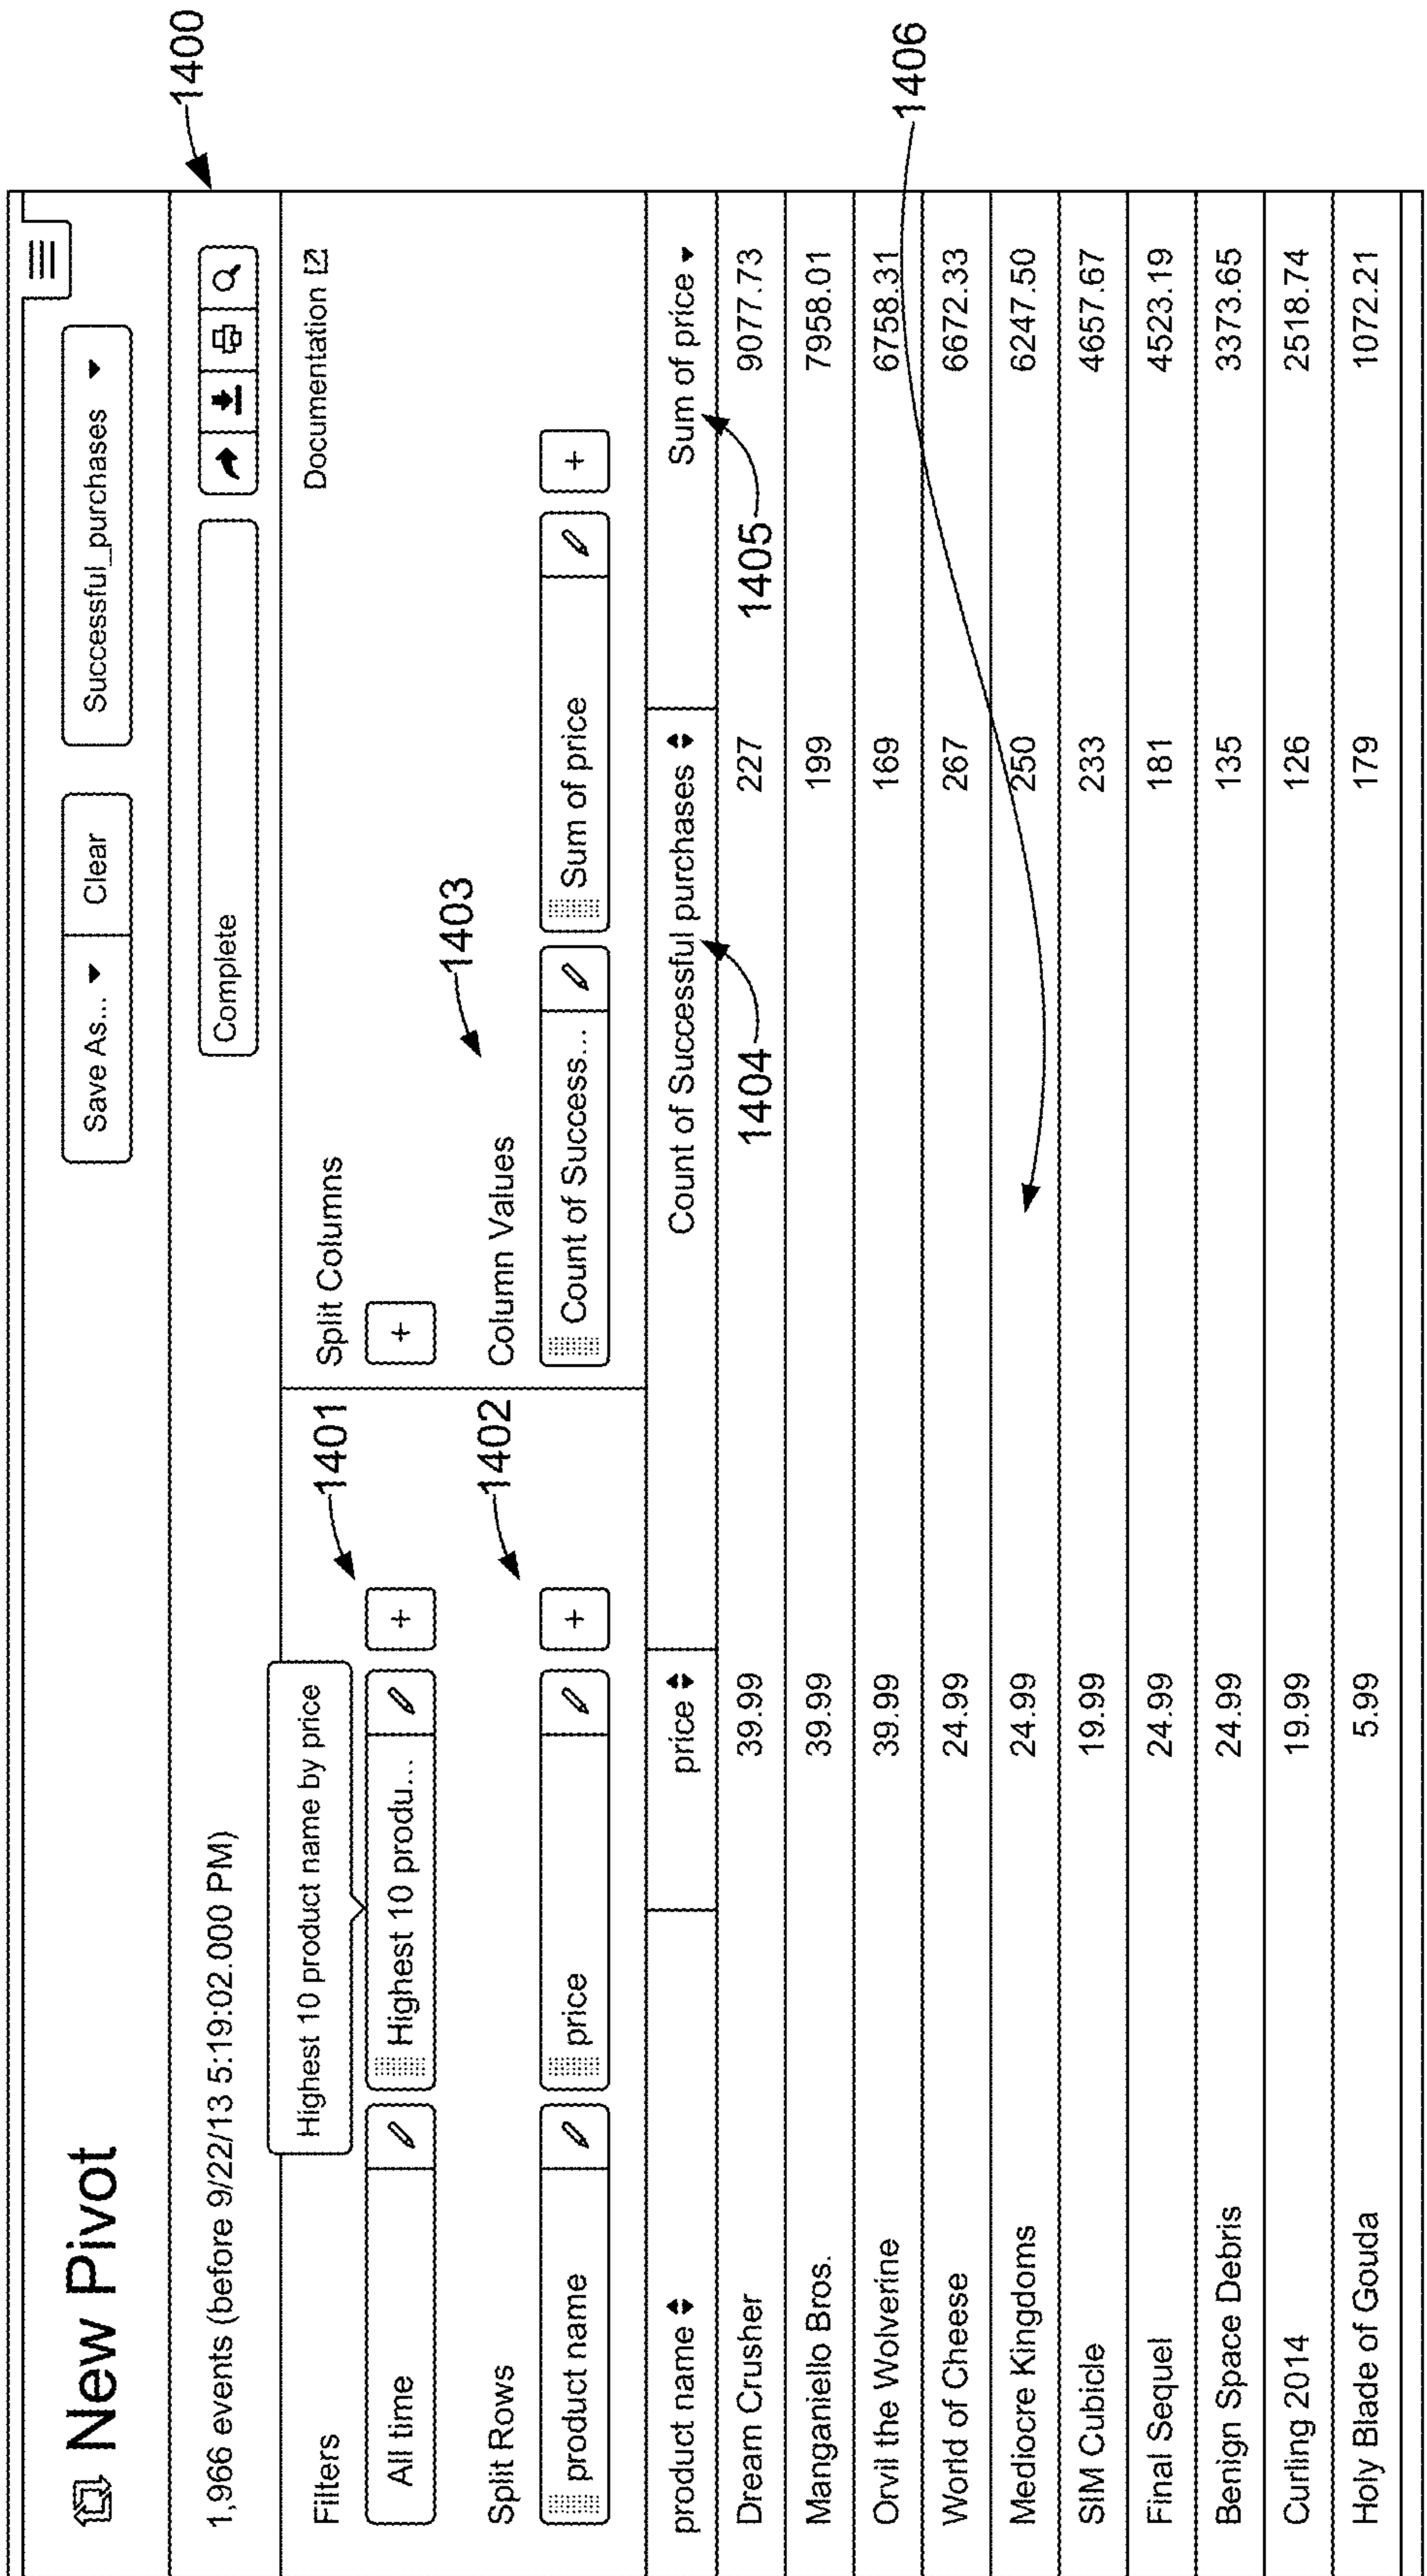 New Pivot
Save As... Clear Successful_purchases
1400
1,966 events (before 9/22/13 5:19:02.000 PM)
Complete
Highest 10 product name by price
Filters
1401
Split Columns
Documentation
All time
Highest 10 produ...
+
+
1403
Split Rows
1402
Column Values
product name
price
+
Count of Success...
Sum of price
+
product name
price
Count of Successful purchases
Sum of price
1404
1405
1406
Dream Crusher 39.99 227 9077.73
Manganiello Bros. 39.99 199 7958.01
Orvil the Wolverine 39.99 169 6758.31
World of Cheese 24.99 267 6672.33
Mediocre Kingdoms 24.99 250 6247.50
SIM Cubicle 19.99 233 4657.67
Final Sequel 24.99 181 4523.19
Benign Space Debris 24.99 135 3373.65
Curling 2014 19.99 126 2518.74
Holy Blade of Gouda 5.99 179 1072.21